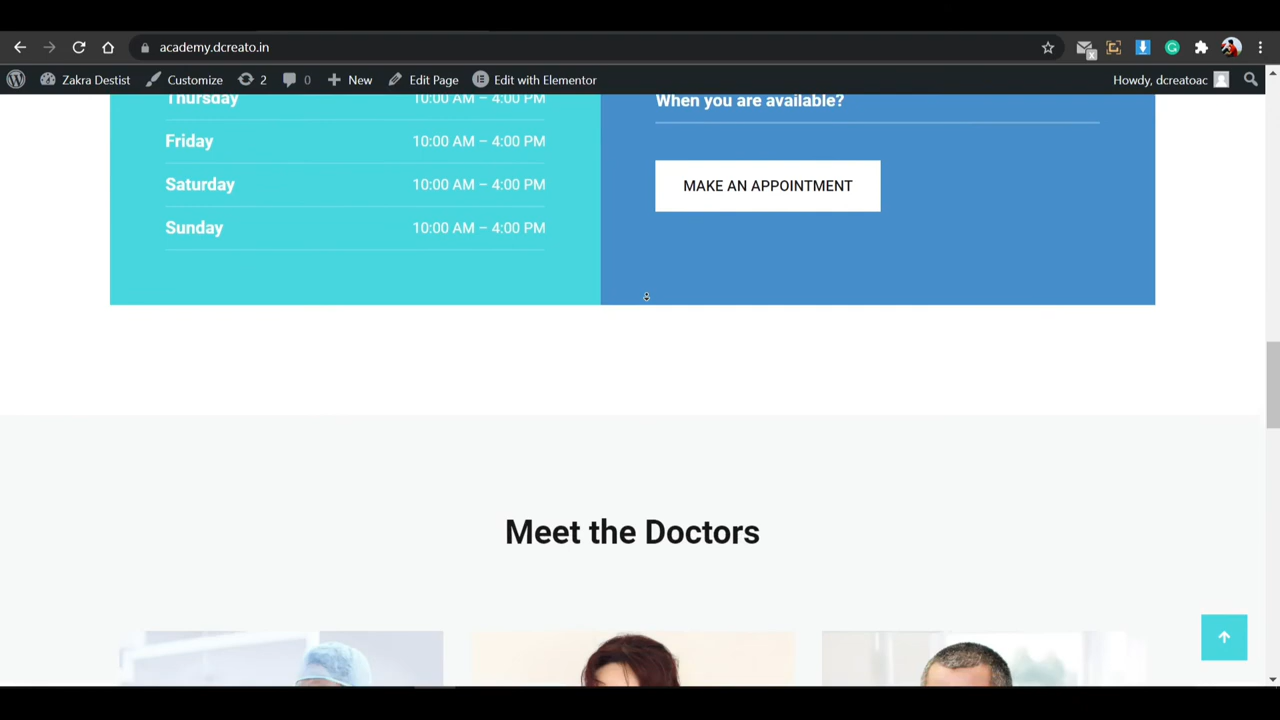 academy.dcreato.in
Zakra Destist Customize 2 0 New Edit Page Edit with Elementor Howdy, dcreatoac
Thursday 10:00 AM – 4:00 PM
Friday 10:00 AM – 4:00 PM
Saturday 10:00 AM – 4:00 PM
Sunday 10:00 AM – 4:00 PM
When you are available?
MAKE AN APPOINTMENT
Meet the Doctors